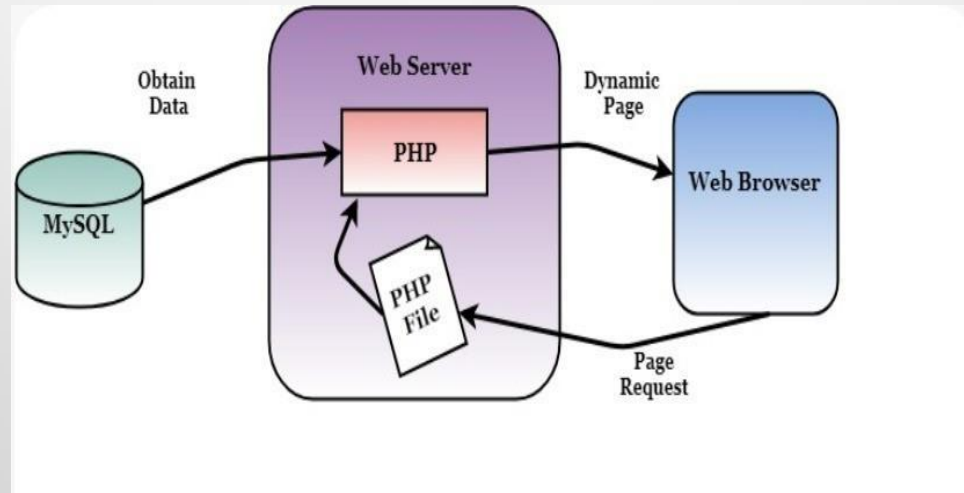 Web Server
Obtain
Data
Dynamic
Page
PHP
Web Browser
MySQL
PHP
File
Page
Request